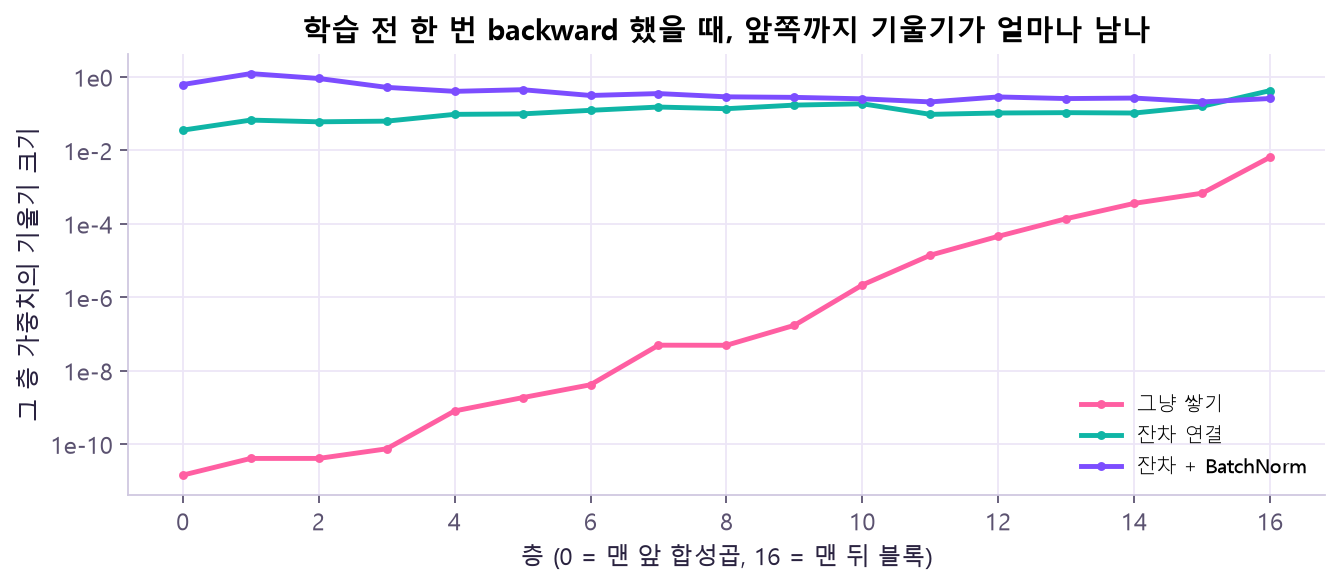 학습 전 한 번 backward 했을 때, 앞쪽까지 기울기가 얼마나 남나
그 층 가중치의 기울기 크기
1e0
1e-2
1e-4
1e-6
1e-8
1e-10
그냥 쌓기
잔차 연결
잔차 + BatchNorm
0 2 4 6 8 10 12 14 16
층 (0 = 맨 앞 합성곱, 16 = 맨 뒤 블록)